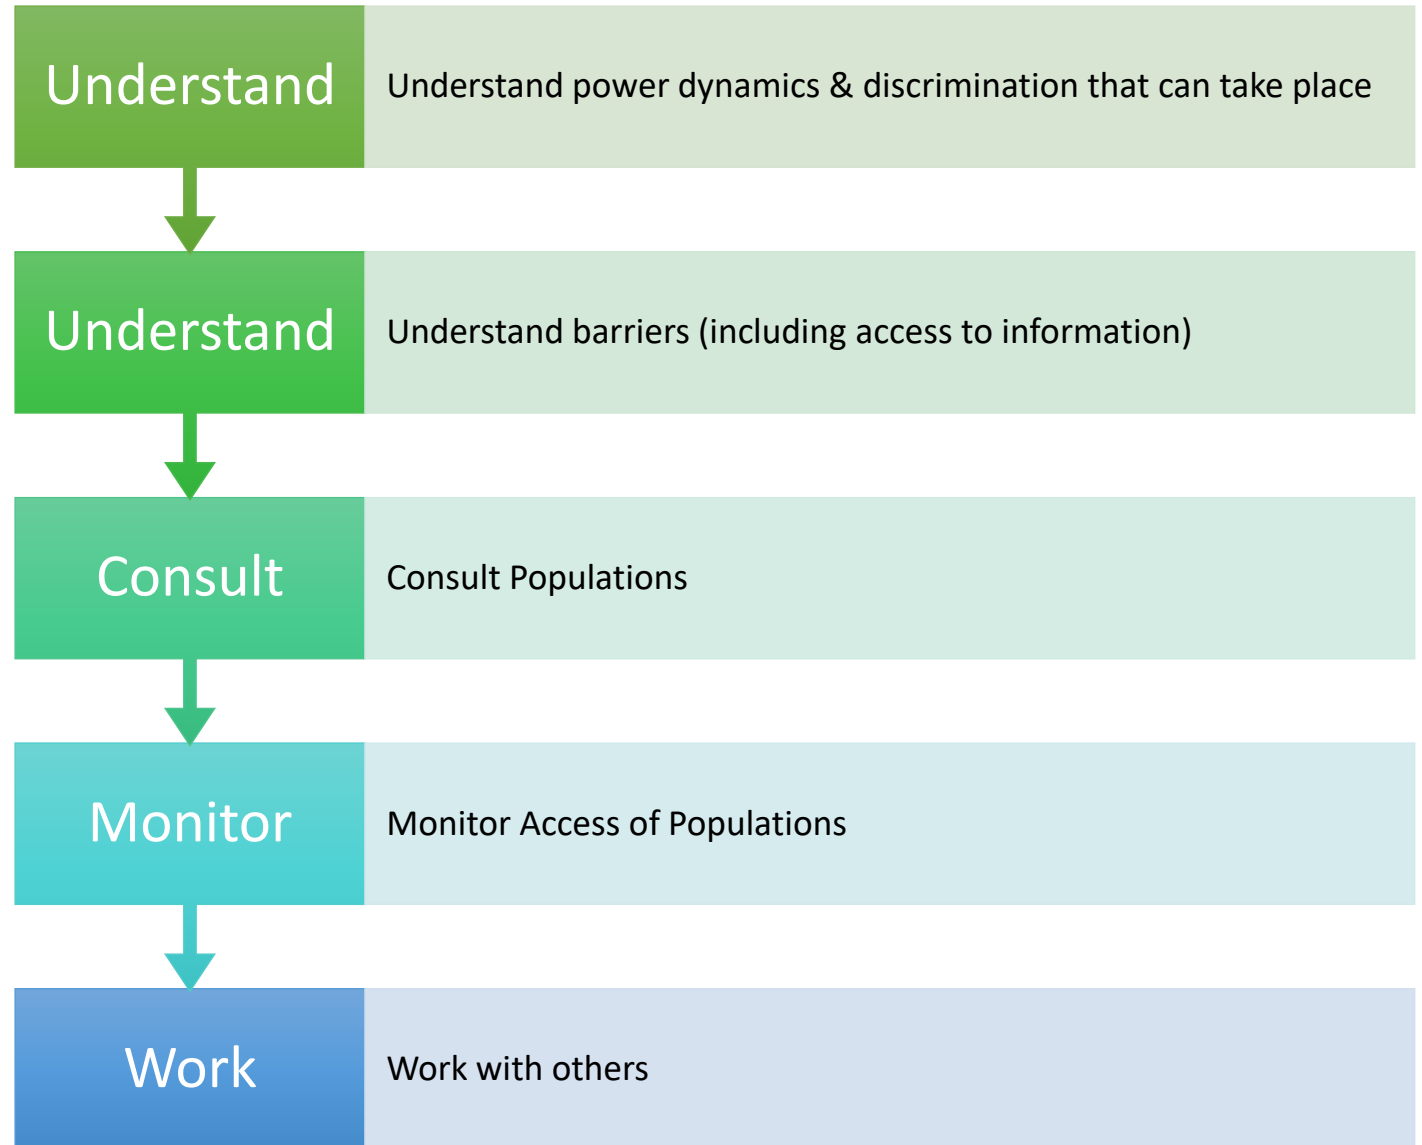 Understand
Understand power dynamics & discrimination that can take place
Understand
Understand barriers (including access to information)
Consult
Consult Populations
Monitor
Monitor Access of Populations
Work
Work with others